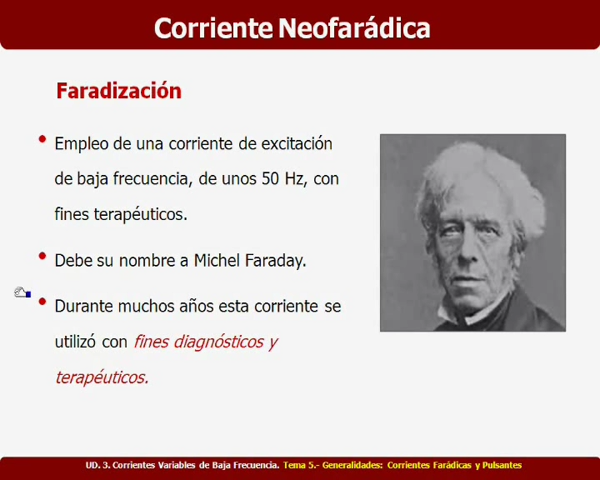 Corriente Neofarádica
Faradización
Empleo de una corriente de excitación
de baja frecuencia, de unos 50 Hz, con
fines terapéuticos.
Debe su nombre a Michel Faraday.
Durante muchos años esta corriente se
utilizó con fines diagnósticos y
terapéuticos.
UD. 3. Corrientes Variables de Baja Frecuencia. Tema 5.- Generalidades: Corrientes Farádicas y Pulsantes